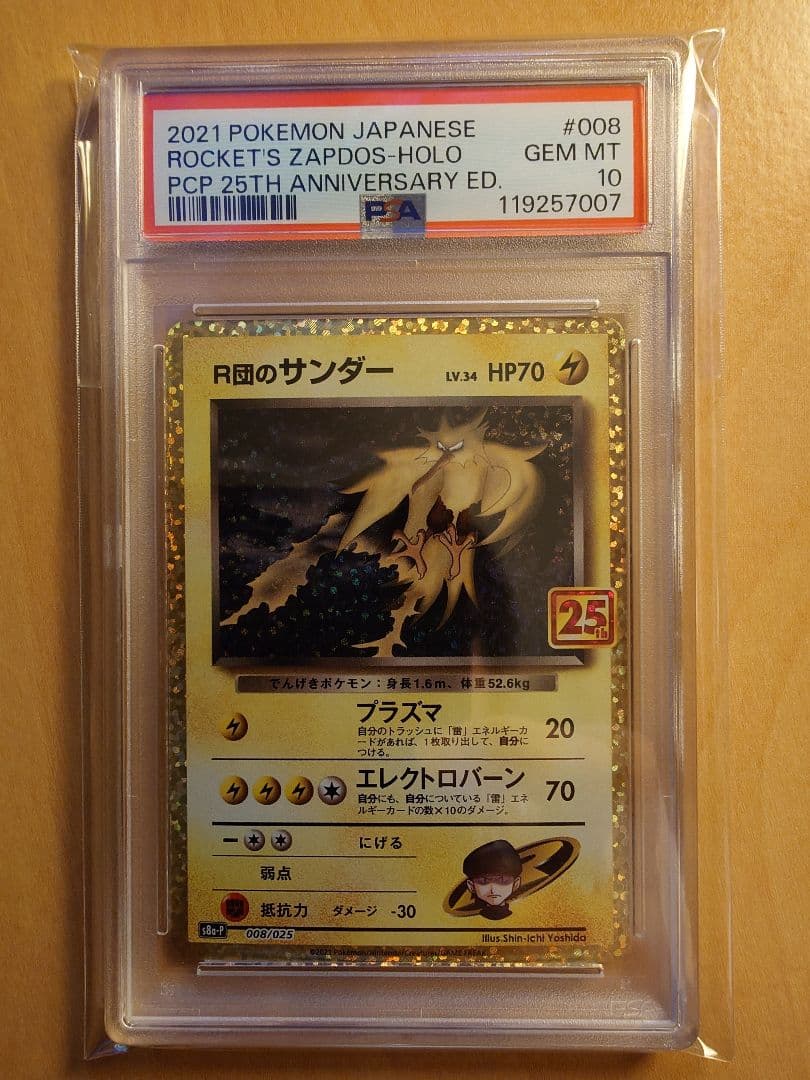 2021 POKEMON JAPANESE #008
ROCKET'S ZAPDOS-HOLO GEM MT
PCP 25TH ANNIVERSARY ED. 10
PSA 119257007
R団のサンダー LV.34 HP70
25th
でんげきポケモン：身長1.6m、体重52.6kg
プラズマ 20
自分のトラッシュに「雷」エネルギーカ
ードがあれば、1枚取り出して、自分に
つける。
エレクトロバーン 70
自分にも、自分についている「雷」エネ
ルギーカードの数×10のダメージ。
にげる
弱点
抵抗力 ダメージ -30
s8a-P 008/025 Illus.Shin-ichi Yoshida
©2021 Pokémon/Nintendo/Creatures/GAME FREAK